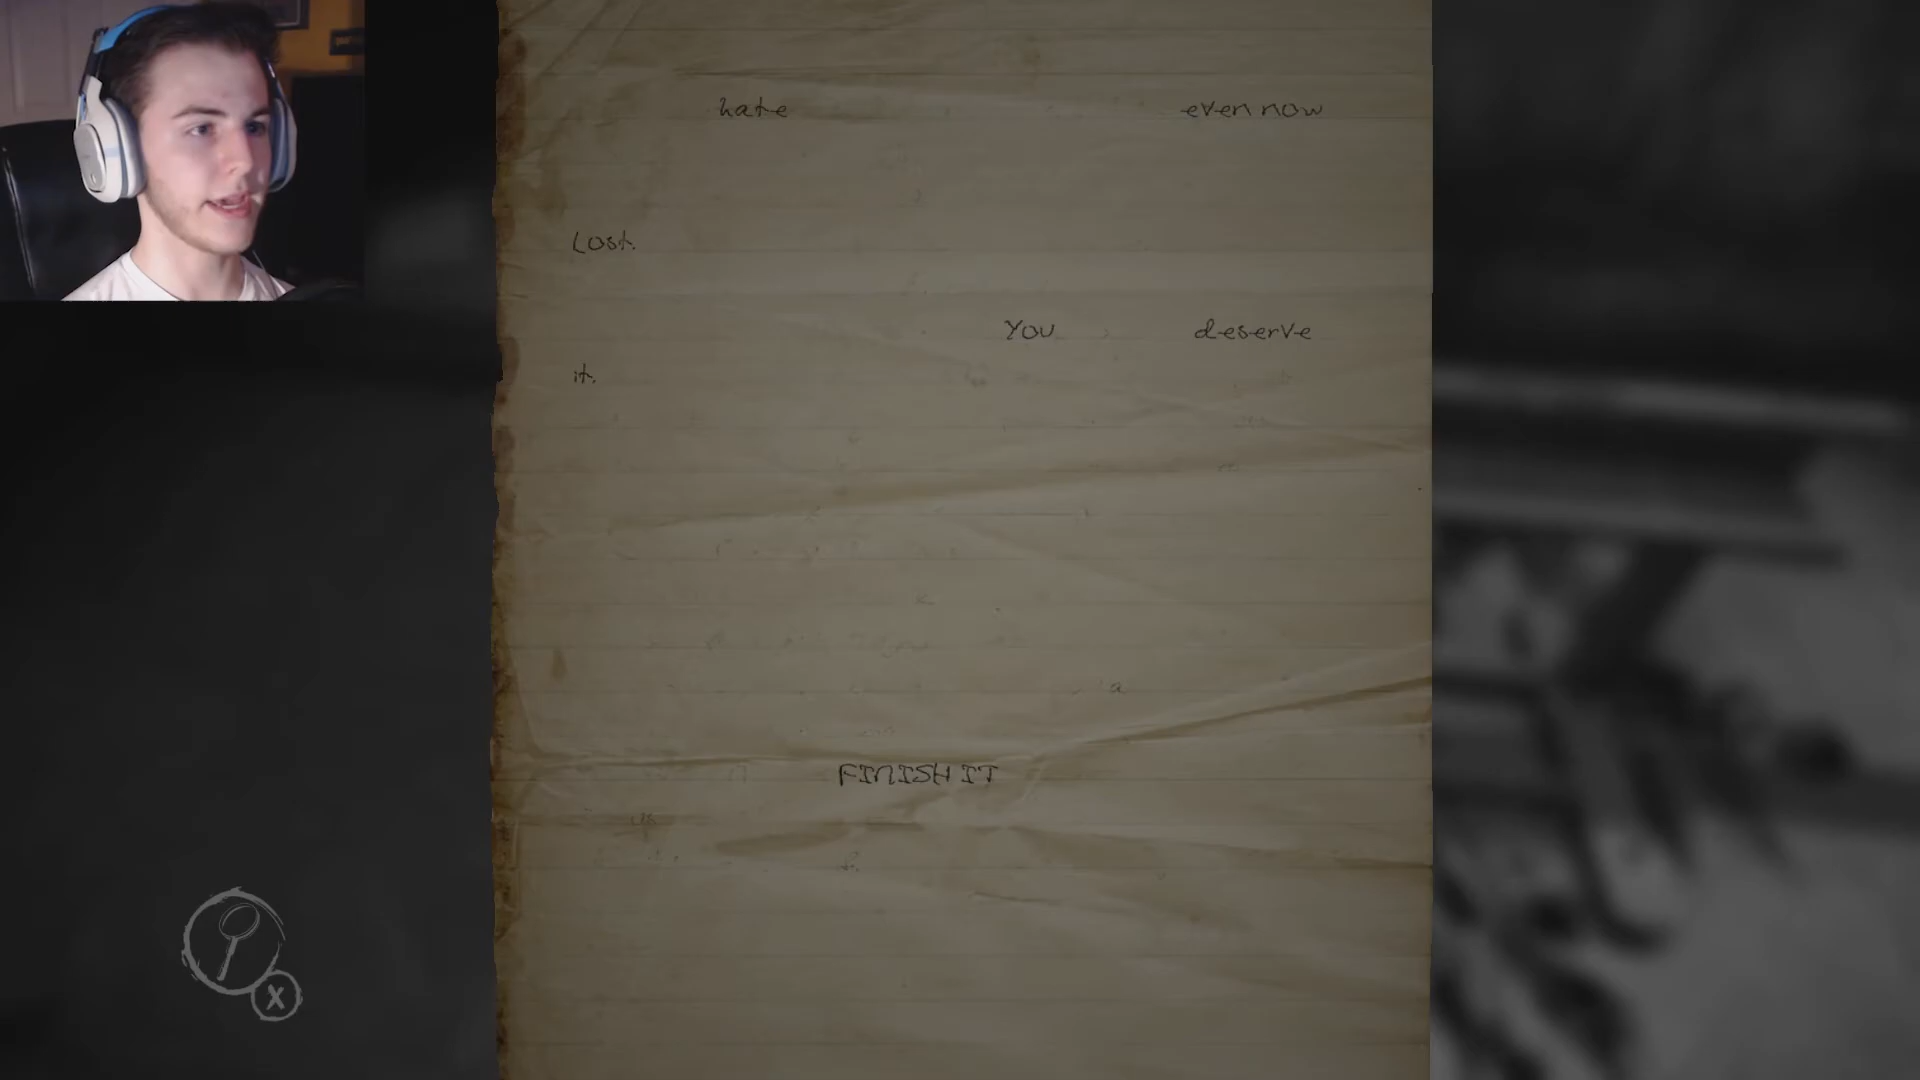 hate even now
Lost.
You deserve
it.
a
FINISH IT
X